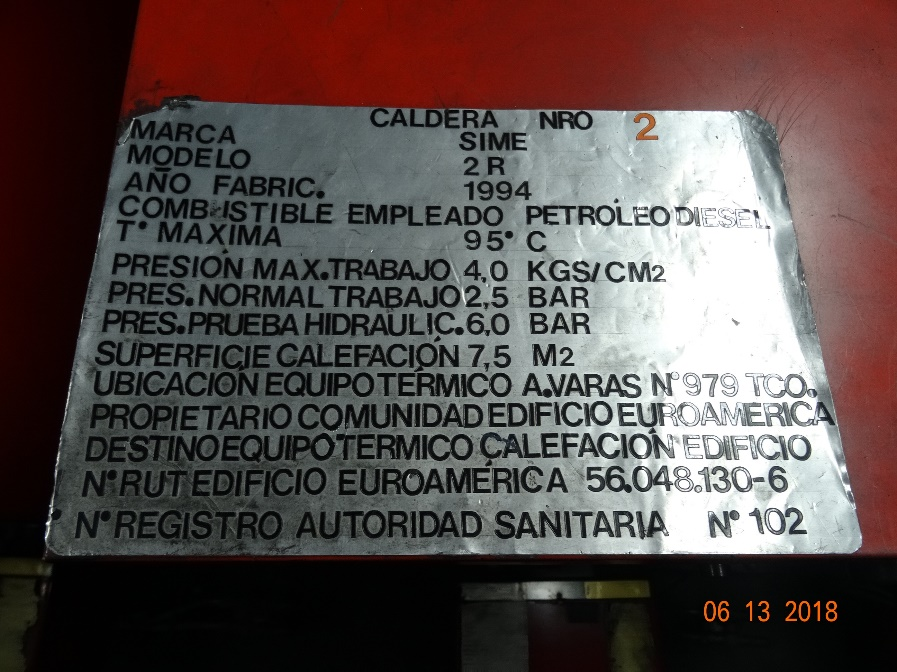 CALDERA NRO 2
MARCA SIME
MODELO 2 R
AÑO FABRIC. 1994
COMBUSTIBLE EMPLEADO PETROLEO DIESEL
T° MAXIMA 95° C
PRESION MAX. TRABAJO 4,0 KGS/CM2
PRES. NORMAL TRABAJO 2,5 BAR
PRES. PRUEBA HIDRAULIC. 6,0 BAR
SUPERFICIE CALEFACIÓN 7,5 M2
UBICACIÓN EQUIPO TÉRMICO A. VARAS N° 979 TCO.
PROPIETARIO COMUNIDAD EDIFICIO EUROAMERICA
DESTINO EQUIPO TERMICO CALEFACION EDIFICIO
N° RUT EDIFICIO EUROAMÉRICA 56.048.130-6
N° REGISTRO AUTORIDAD SANITARIA N° 102
06 13 2018